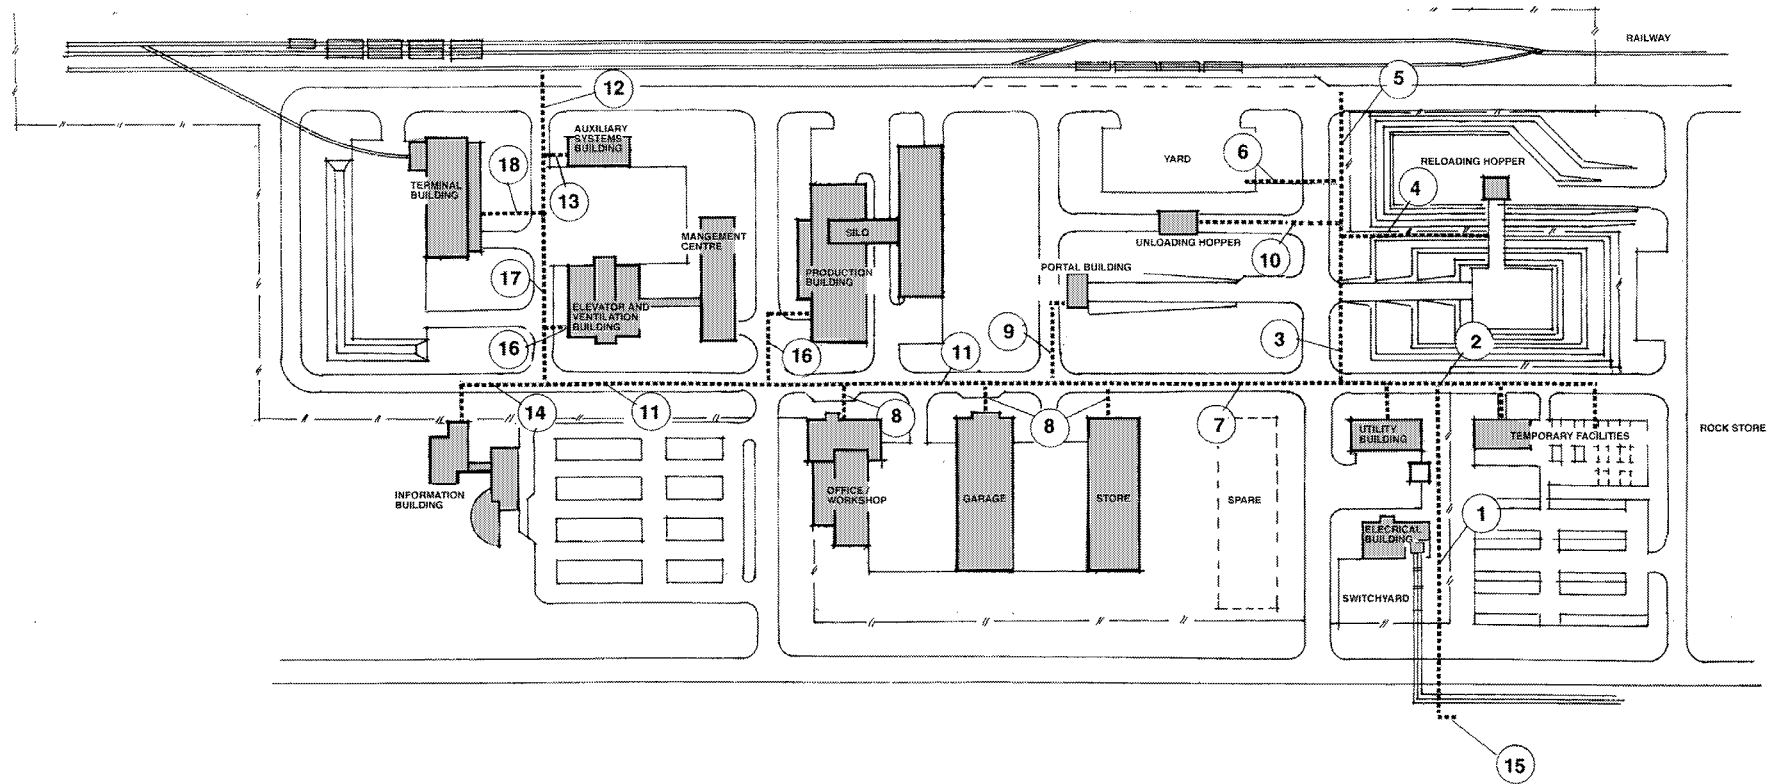 RAILWAY
5
12
AUXILIARY
SYSTEMS
BUILDING
6
YARD
RELOADING HOPPER
18
13
4
TERMINAL
BUILDING
SILO
MANGEMENT
CENTRE
UNLOADING HOPPER
10
PORTAL BUILDING
17
PRODUCTION
BUILDING
ELEVATOR AND
VENTILATION
BUILDING
16
16
9
11
3
2
14
11
8
8
7
UTILITY
BUILDING
TEMPORARY FACILITIES
ROCK STORE
INFORMATION
BUILDING
OFFICE /
WORKSHOP
GARAGE
STORE
SPARE
1
ELECRICAL
BUILDING
SWITCHYARD
15